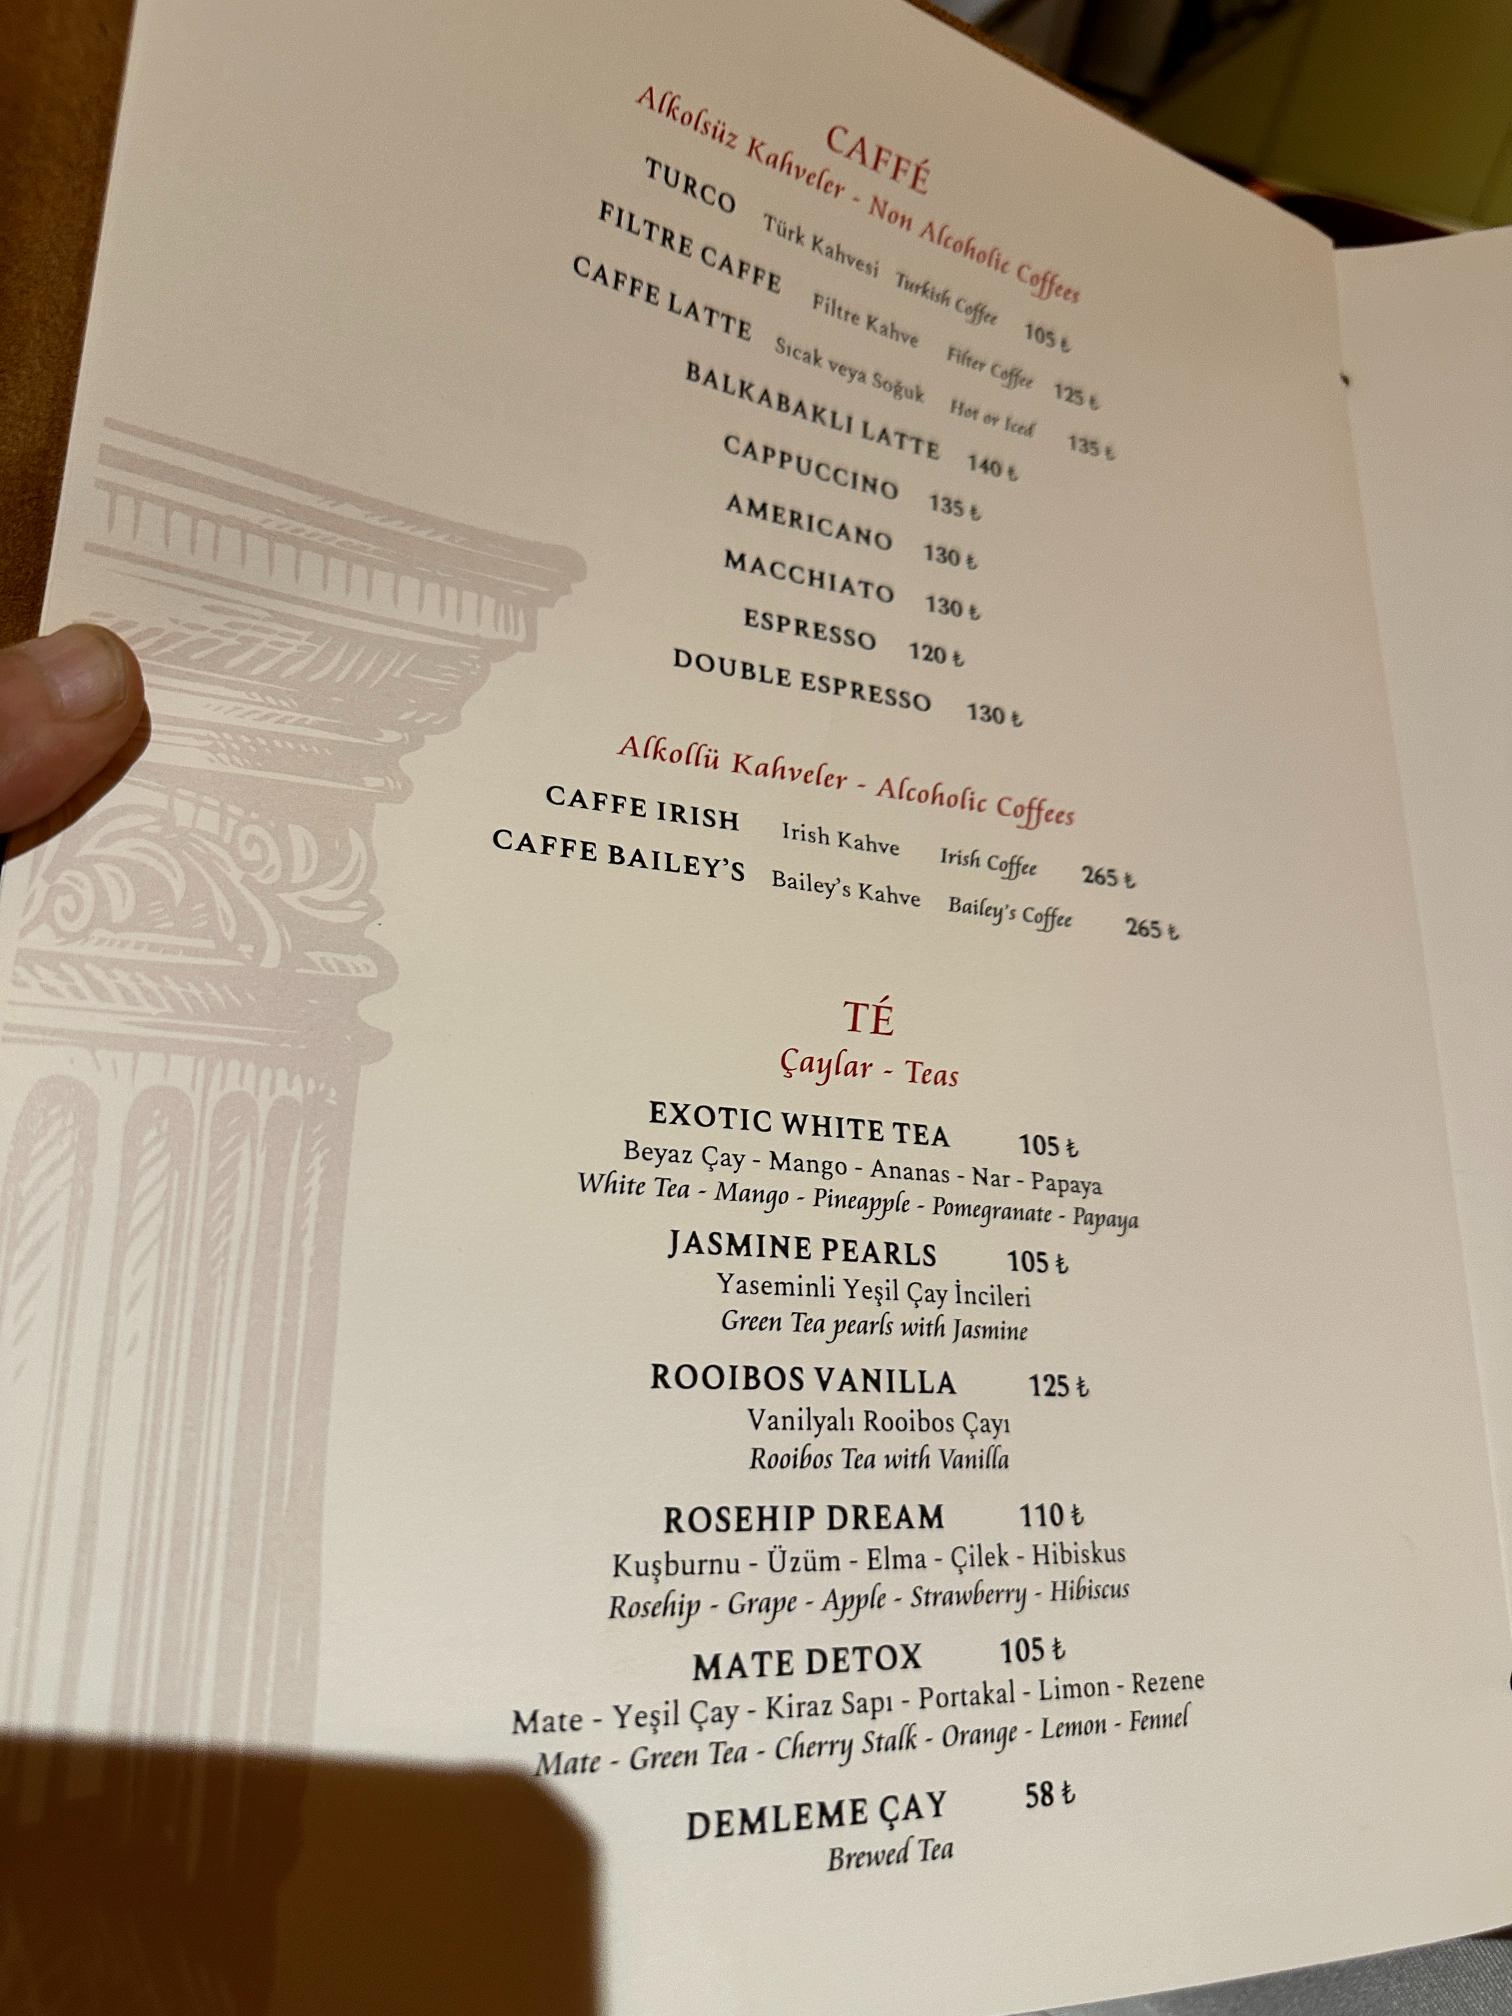 CAFFÉ
Alkolsüz Kahveler - Non Alcoholic Coffees
TURCO Türk Kahvesi Turkish Coffee 105 ₺
FILTRE CAFFE Filtre Kahve Filter Coffee 125 ₺
CAFFE LATTE Sıcak veya Soğuk Hot or Iced 135 ₺
BALKABAKLI LATTE 140 ₺
CAPPUCCINO 135 ₺
AMERICANO 130 ₺
MACCHIATO 130 ₺
ESPRESSO 120 ₺
DOUBLE ESPRESSO 130 ₺
Alkollü Kahveler - Alcoholic Coffees
CAFFE IRISH Irish Kahve Irish Coffee 265 ₺
CAFFE BAILEY'S Bailey's Kahve Bailey's Coffee 265 ₺
TÉ
Çaylar - Teas
EXOTIC WHITE TEA 105 ₺
Beyaz Çay - Mango - Ananas - Nar - Papaya
White Tea - Mango - Pineapple - Pomegranate - Papaya
JASMINE PEARLS 105 ₺
Yaseminli Yeşil Çay İncileri
Green Tea pearls with Jasmine
ROOIBOS VANILLA 125 ₺
Vanilyalı Rooibos Çayı
Rooibos Tea with Vanilla
ROSEHIP DREAM 110 ₺
Kuşburnu - Üzüm - Elma - Çilek - Hibiskus
Rosehip - Grape - Apple - Strawberry - Hibiscus
MATE DETOX 105 ₺
Mate - Yeşil Çay - Kiraz Sapı - Portakal - Limon - Rezene
Mate - Green Tea - Cherry Stalk - Orange - Lemon - Fennel
DEMLEME ÇAY 58 ₺
Brewed Tea